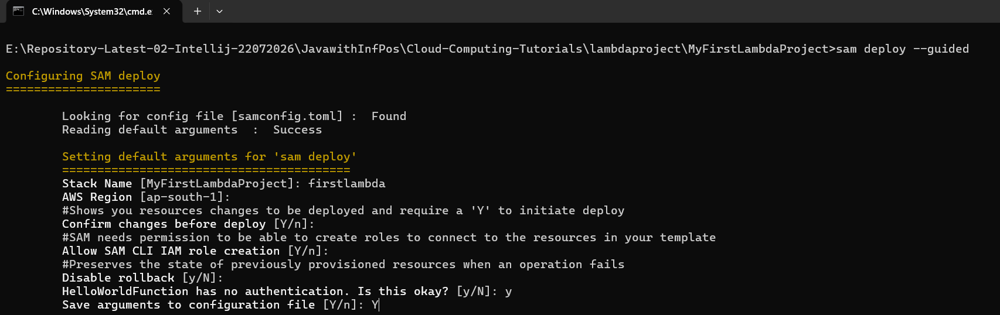 C:\Windows\System32\cmd.e
E:\Repository-Latest-02-Intellij-22072026\JavawithInfPos\Cloud-Computing-Tutorials\lambdaproject\MyFirstLambdaProject>sam deploy --guided
Configuring SAM deploy
======================
Looking for config file [samconfig.toml] :  Found
Reading default arguments  :  Success
Setting default arguments for 'sam deploy'
=========================================
Stack Name [MyFirstLambdaProject]: firstlambda
AWS Region [ap-south-1]:
#Shows you resources changes to be deployed and require a 'Y' to initiate deploy
Confirm changes before deploy [Y/n]:
#SAM needs permission to be able to create roles to connect to the resources in your template
Allow SAM CLI IAM role creation [Y/n]:
#Preserves the state of previously provisioned resources when an operation fails
Disable rollback [y/N]:
HelloWorldFunction has no authentication. Is this okay? [y/N]: y
Save arguments to configuration file [Y/n]: Y